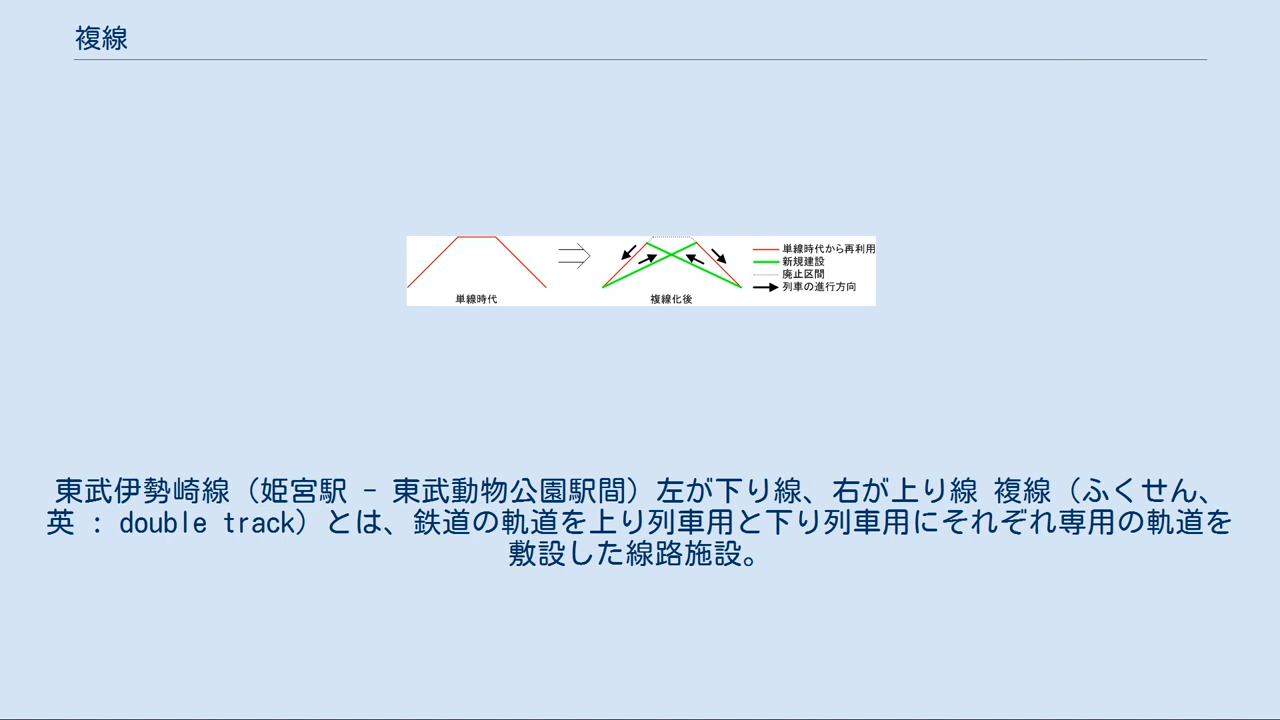 複線
単線時代から再利用
新規建設
廃止区間
列車の進行方向
単線時代
複線化後
東武伊勢崎線（姫宮駅 - 東武動物公園駅間）左が下り線、右が上り線 複線（ふくせん、
英 : double track）とは、鉄道の軌道を上り列車用と下り列車用にそれぞれ専用の軌道を
敷設した線路施設。